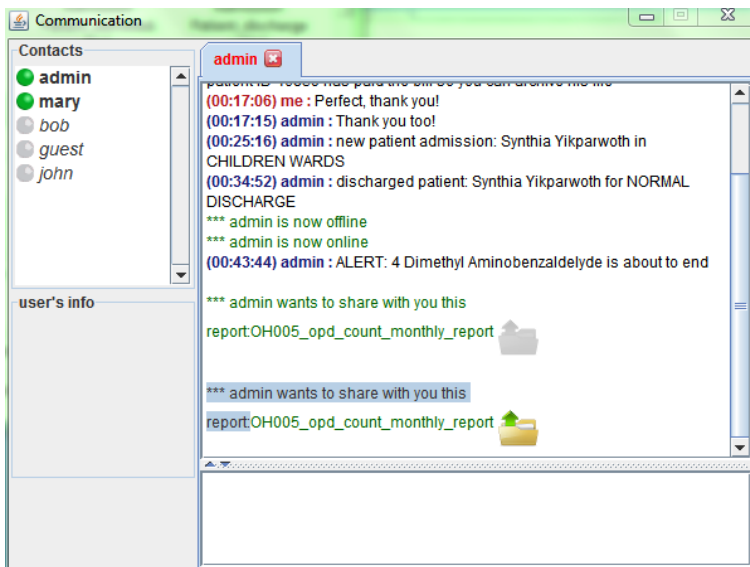 Communication
Contacts
admin
mary
bob
guest
john
user's info
admin
(00:17:06) me : Perfect, thank you!
(00:17:15) admin : Thank you too!
(00:25:16) admin : new patient admission: Synthia Yikparwoth in
CHILDREN WARDS
(00:34:52) admin : discharged patient: Synthia Yikparwoth for NORMAL
DISCHARGE
*** admin is now offline
*** admin is now online
(00:43:44) admin : ALERT: 4 Dimethyl Aminobenzaldelyde is about to end
*** admin wants to share with you this
report:OH005_opd_count_monthly_report
*** admin wants to share with you this
report:OH005_opd_count_monthly_report